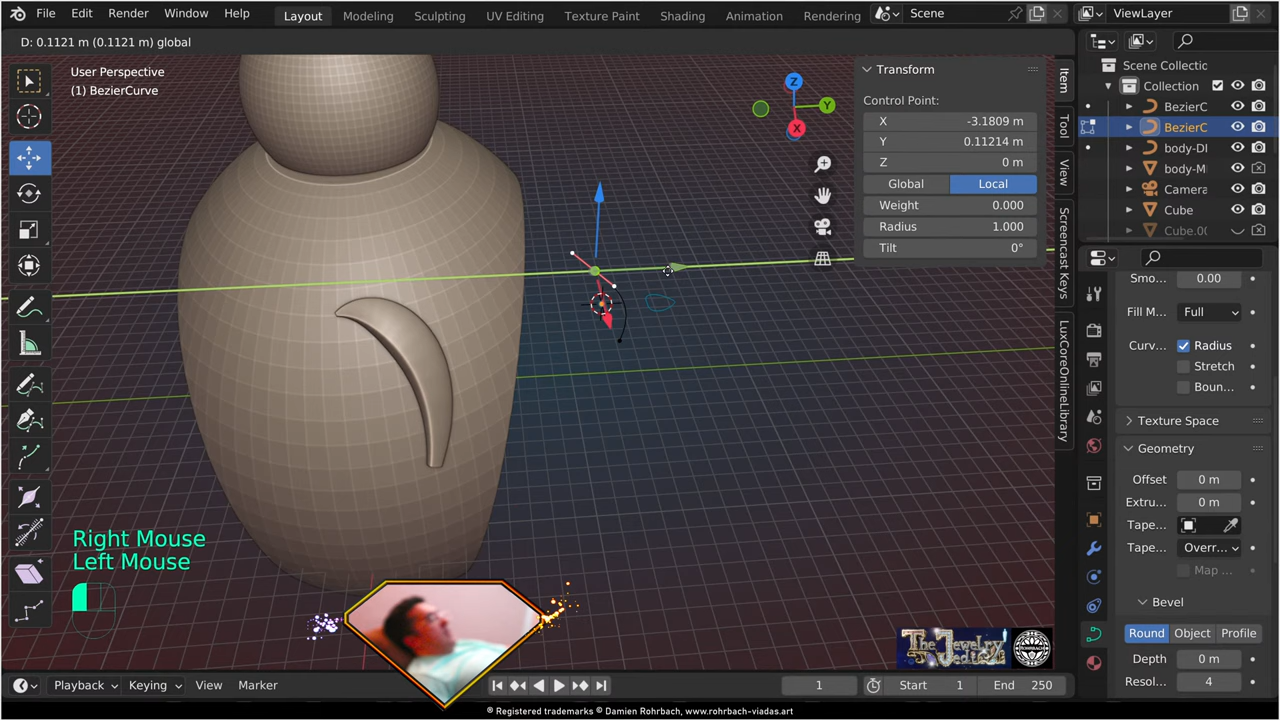 File Edit Render Window Help Layout Modeling Sculpting UV Editing Texture Paint Shading Animation Rendering Scene ViewLayer
D: 0.1121 m (0.1121 m) global
User Perspective
(1) BezierCurve
Z
Y
X
Transform
Control Point:
X -3.1809 m
Y 0.11214 m
Z 0 m
Global Local
Weight 0.000
Radius 1.000
Tilt 0°
Item
Tool
View
Screencast Keys
LuxCoreOnlineLibrary
Scene Collectic
Collection
BezierC
BezierC
body-Dl
body-M
Camera
Cube
Cube.0(
Smo... 0.00
Fill M... Full
Curv... Radius
Stretch
Boun...
Texture Space
Geometry
Offset 0 m
Extru... 0 m
Tape...
Tape... Overr...
Map ...
Bevel
Round Object Profile
Depth 0 m
Resol... 4
Right Mouse
Left Mouse
The Jewelry Jedi
ROHRBACH
Playback Keying View Marker 1 Start 1 End 250
® Registered trademarks © Damien Rohrbach, www.rohrbach-viadas.art